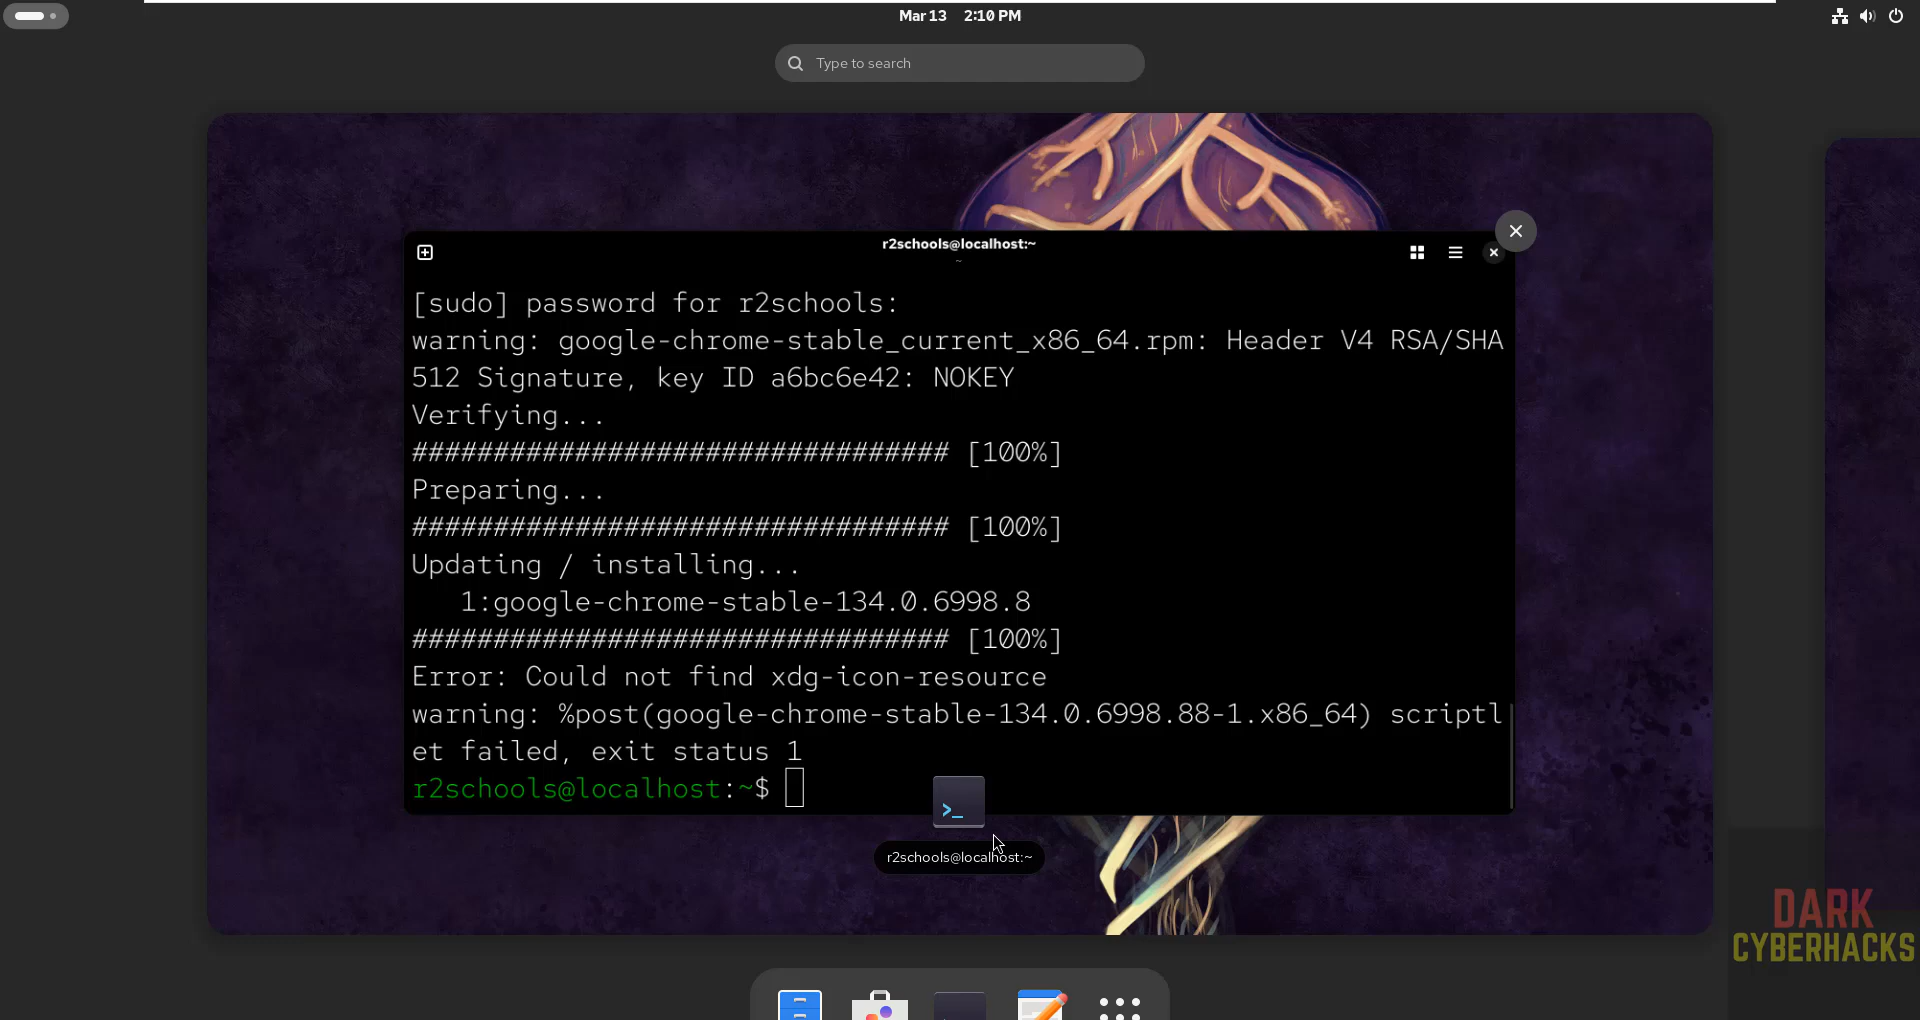 Mar 13 2:10 PM
Type to search
r2schools@localhost:~
~
[sudo] password for r2schools:
warning: google-chrome-stable_current_x86_64.rpm: Header V4 RSA/SHA
512 Signature, key ID a6bc6e42: NOKEY
Verifying...
################################# [100%]
Preparing...
################################# [100%]
Updating / installing...
   1:google-chrome-stable-134.0.6998.8
################################# [100%]
Error: Could not find xdg-icon-resource
warning: %post(google-chrome-stable-134.0.6998.88-1.x86_64) scriptl
et failed, exit status 1
r2schools@localhost:~$
>_
r2schools@localhost:~
DARK
CYBERHACKS